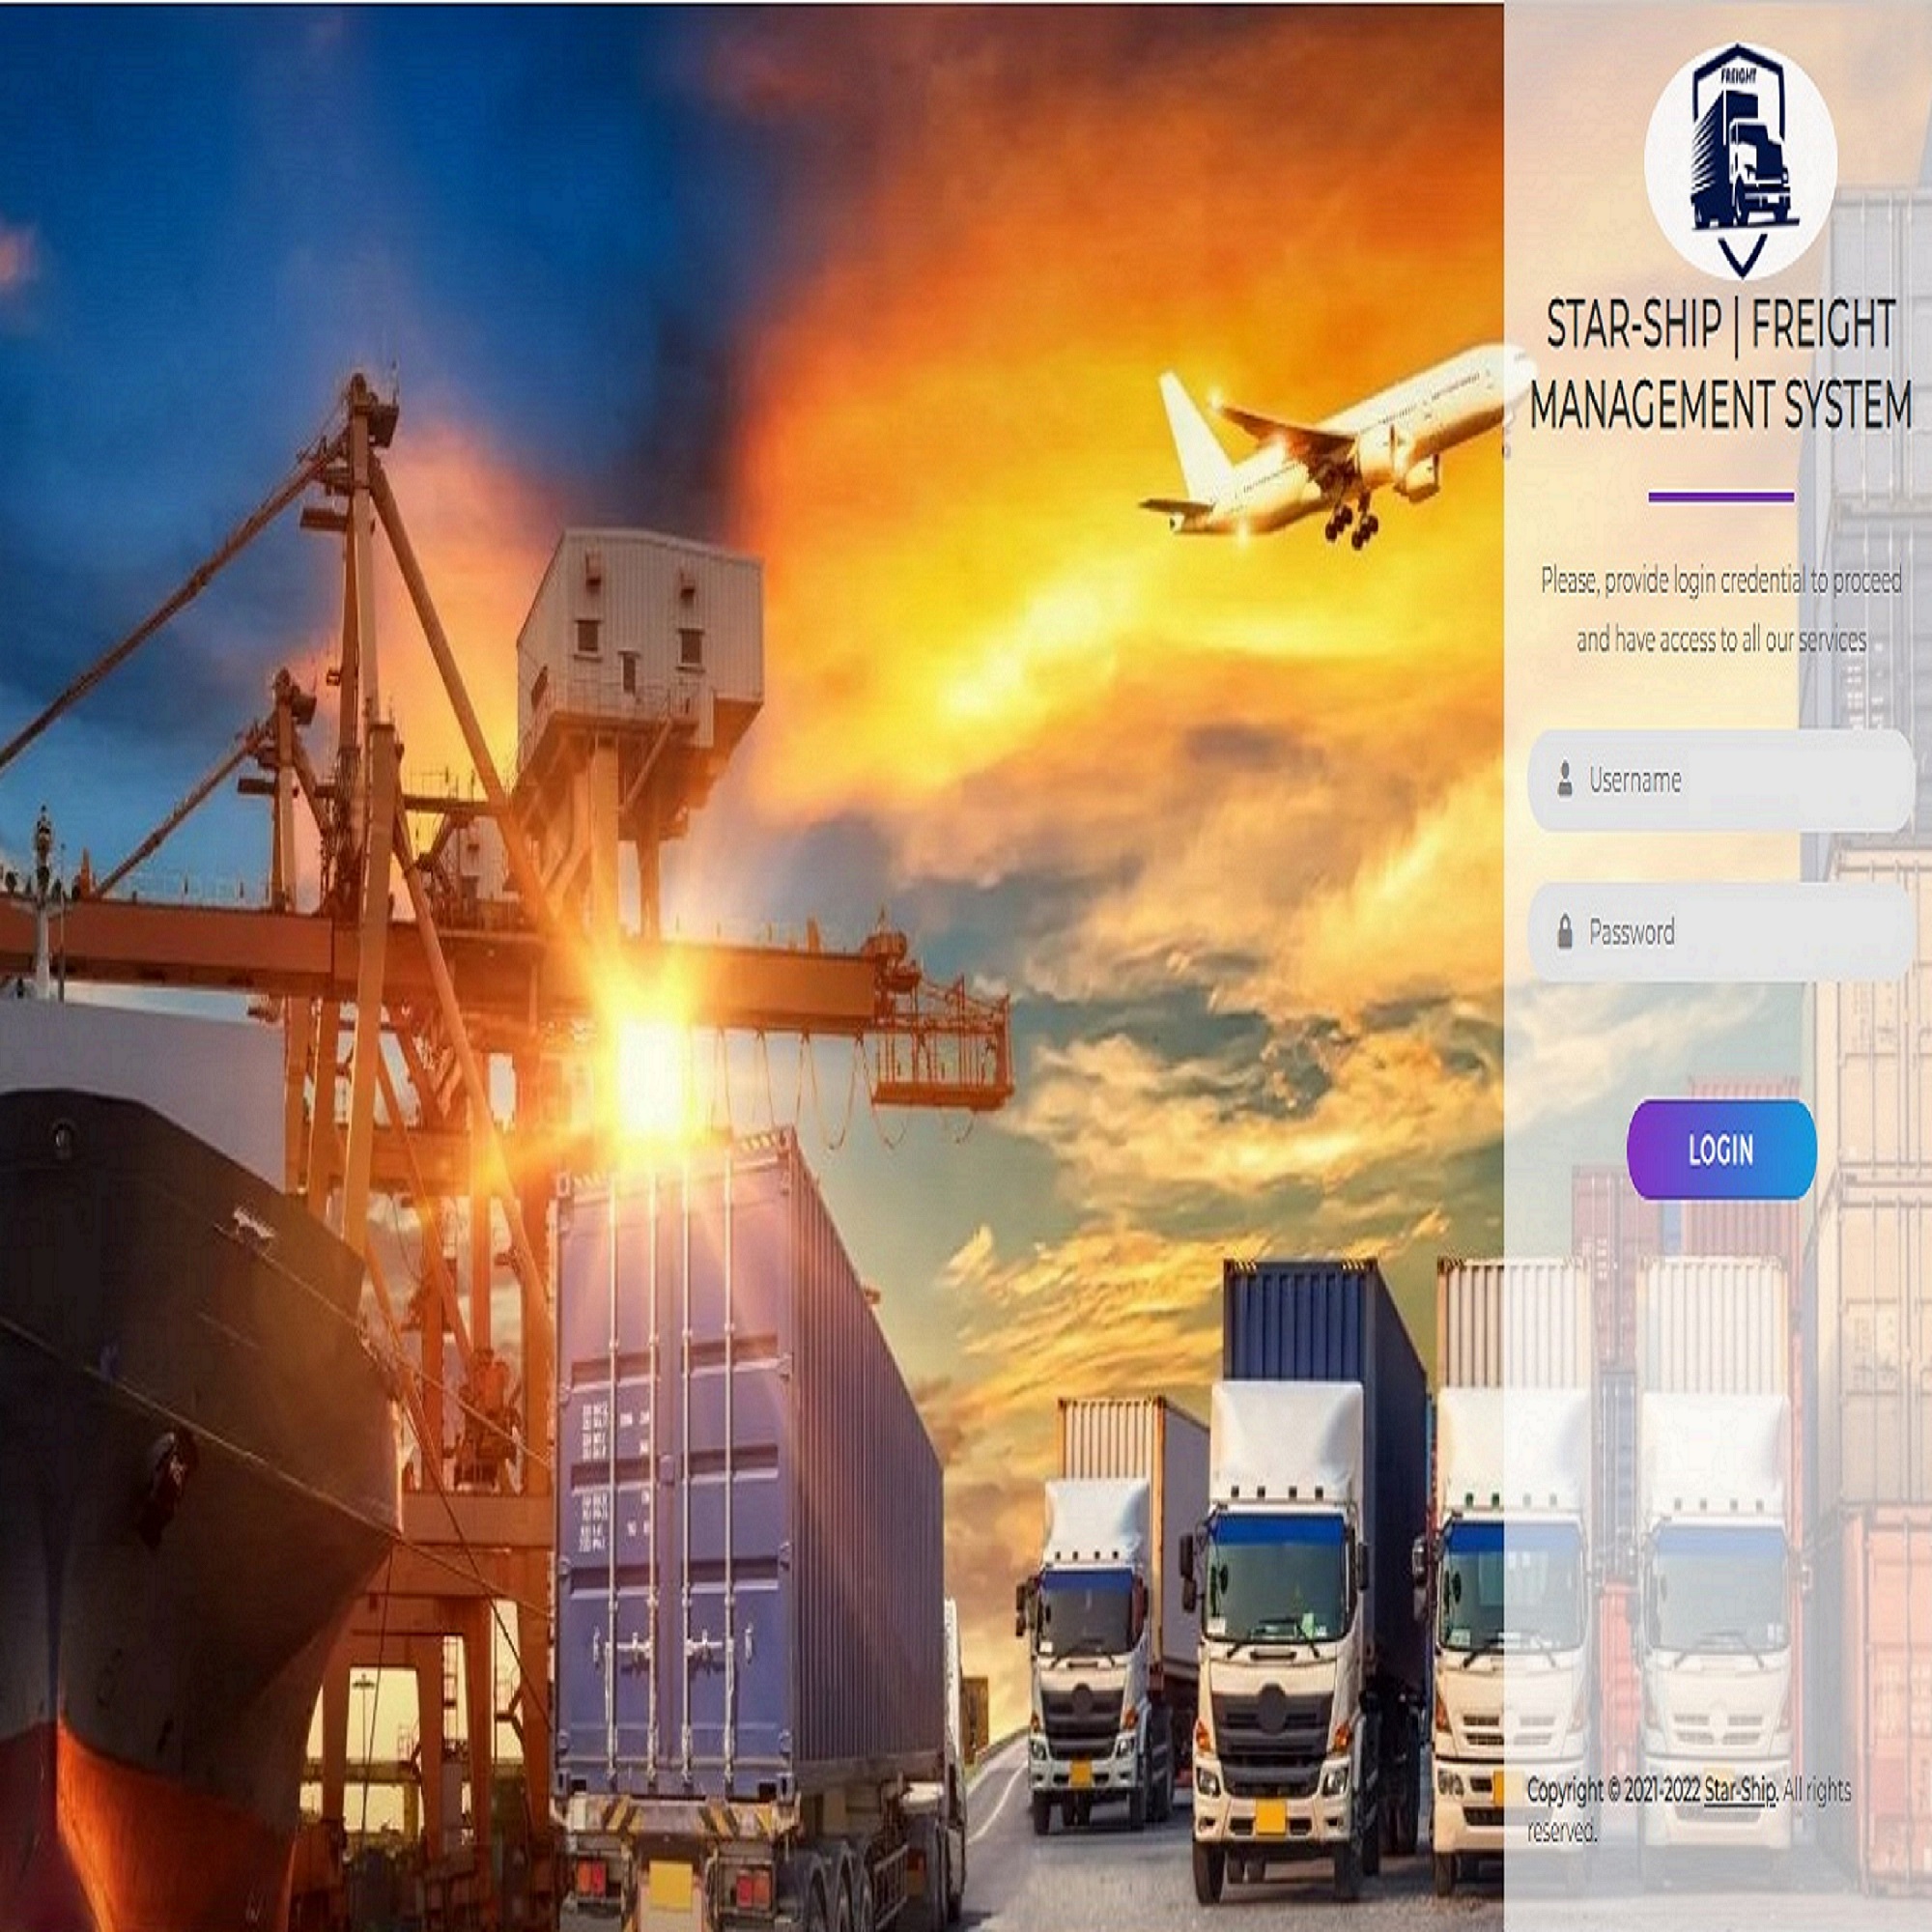 FREIGHT
STAR-SHIP | FREIGHT
MANAGEMENT SYSTEM
Please, provide login credential to proceed
and have access to all our services
Username
Password
LOGIN
Copyright © 2021-2022 Star-Ship. All rights
reserved.